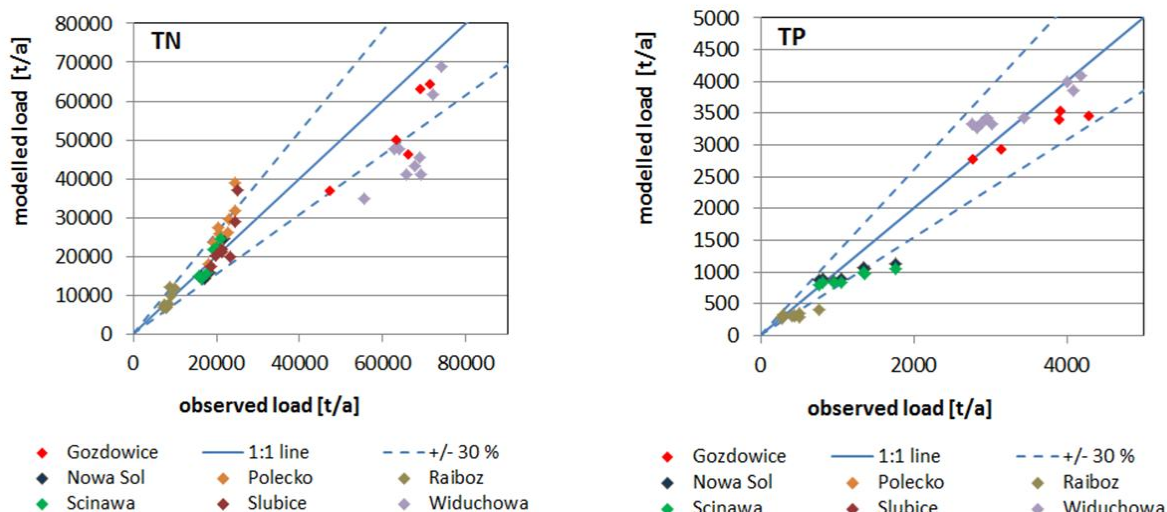 TN
modelled load [t/a]
80000
70000
60000
50000
40000
30000
20000
10000
0
0 20000 40000 60000 80000
observed load [t/a]
Gozdowice 1:1 line +/- 30 %
Nowa Sol Polecko Raiboz
Scinawa Slubice Widuchowa
TP
modelled load [t/a]
5000
4500
4000
3500
3000
2500
2000
1500
1000
500
0
0 2000 4000
observed load [t/a]
Gozdowice 1:1 line +/- 30 %
Nowa Sol Polecko Raiboz
Scinawa Slubice Widuchowa